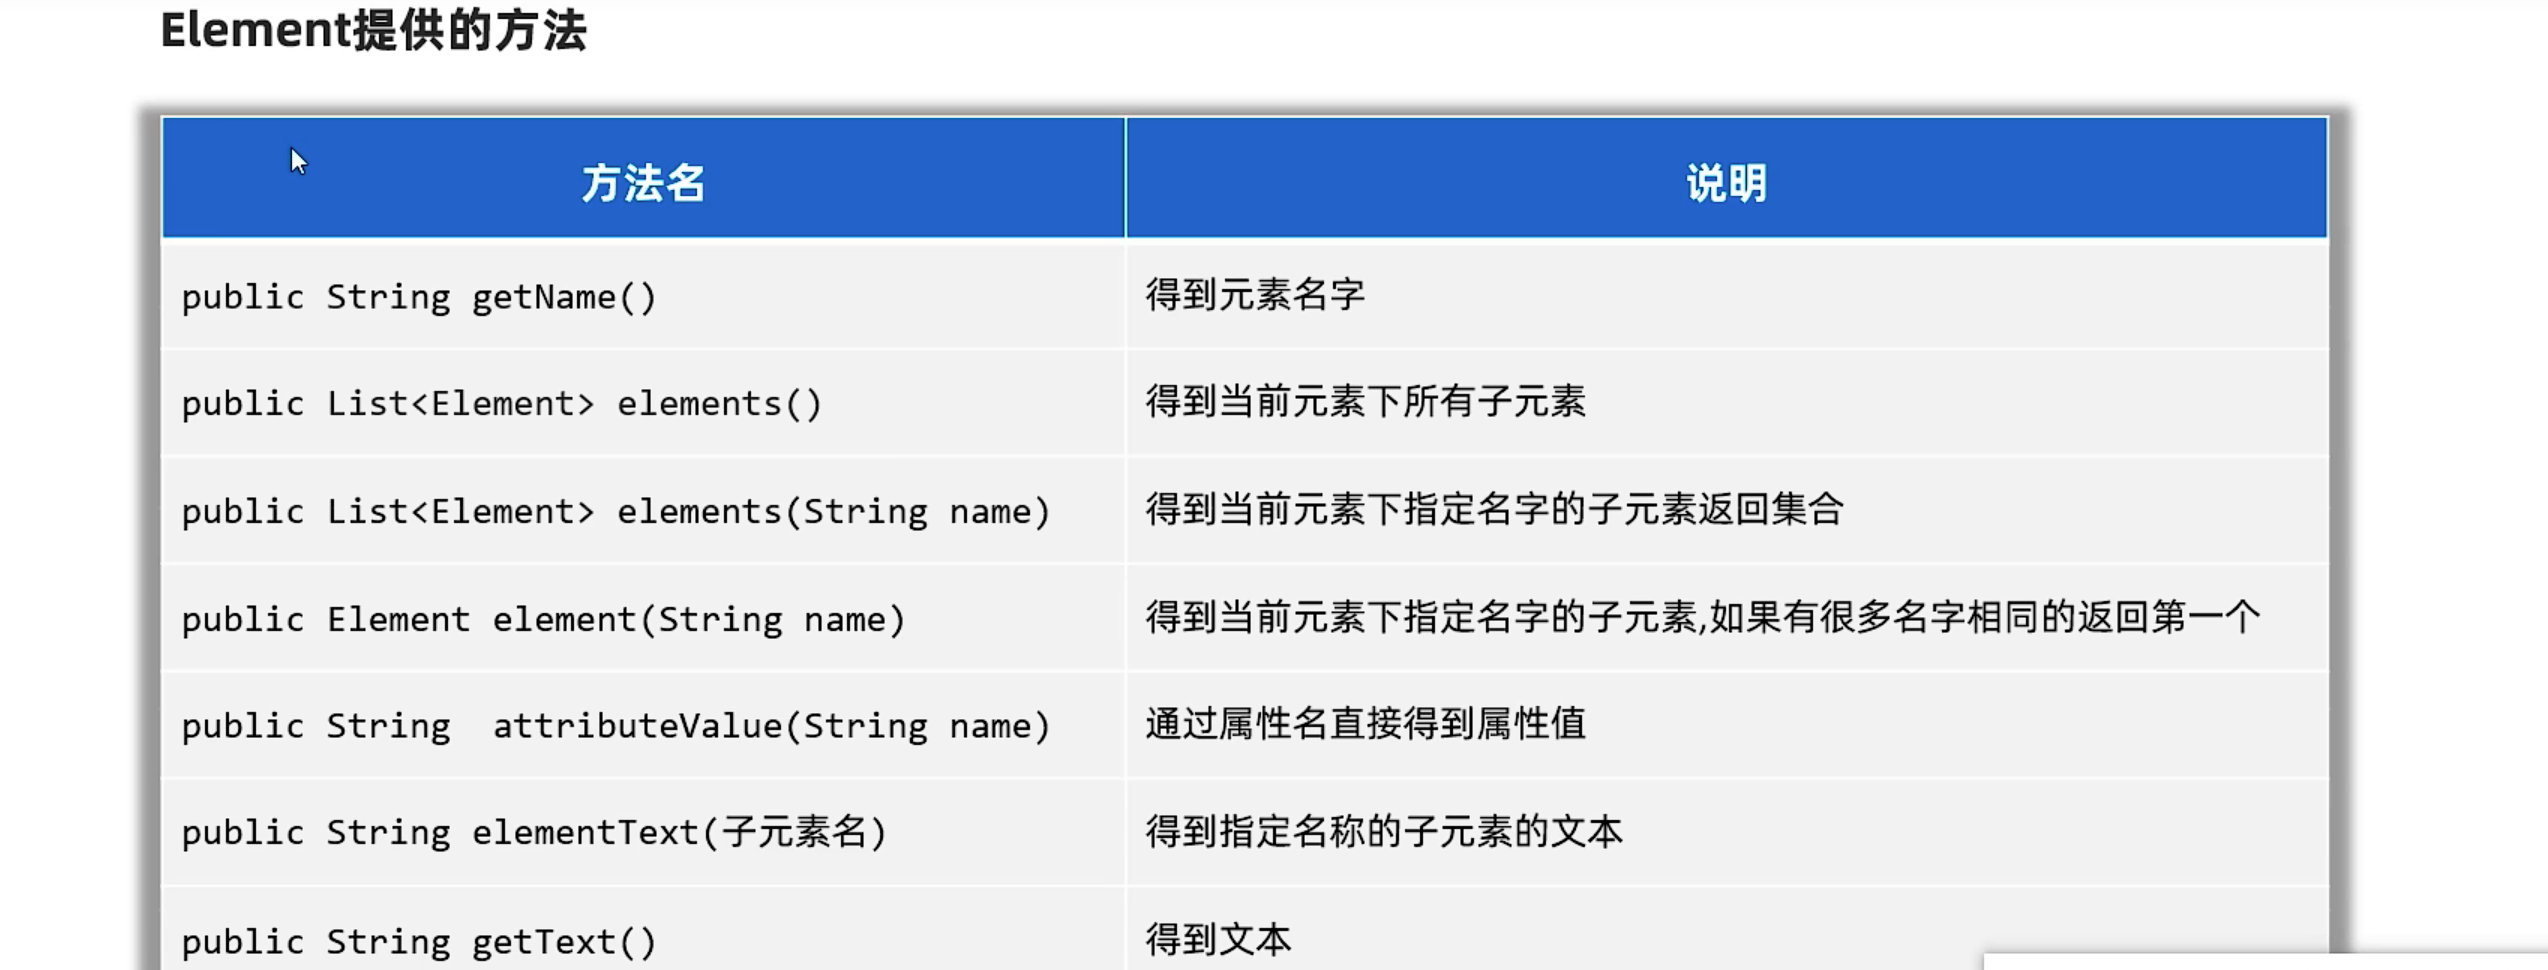 Element提供的方法
方法名 说明
public String getName() 得到元素名字
public List<Element> elements() 得到当前元素下所有子元素
public List<Element> elements(String name) 得到当前元素下指定名字的子元素返回集合
public Element element(String name) 得到当前元素下指定名字的子元素,如果有很多名字相同的返回第一个
public String  attributeValue(String name) 通过属性名直接得到属性值
public String elementText(子元素名) 得到指定名称的子元素的文本
public String getText() 得到文本